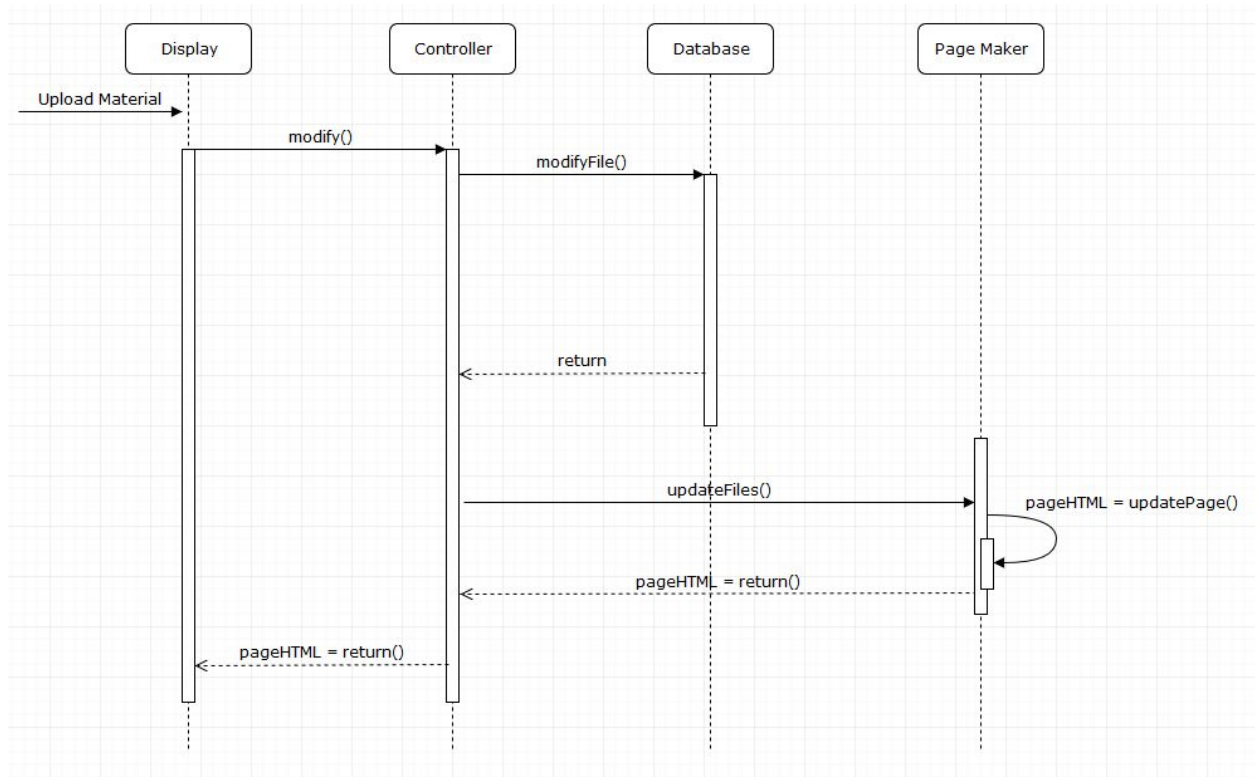 Display
Controller
Database
Page Maker
Upload Material
modify()
modifyFile()
return
updateFiles()
pageHTML = updatePage()
pageHTML = return()
pageHTML = return()